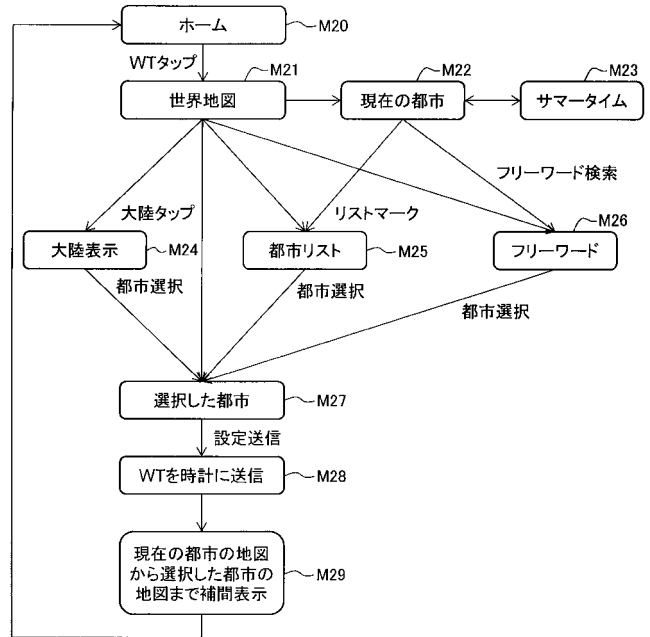 ホーム
M20
WTタップ
M21
M22
M23
世界地図
現在の都市
サマータイム
フリーワード検索
大陸タップ
リストマーク
M26
大陸表示
M24
都市リスト
M25
フリーワード
都市選択
都市選択
都市選択
選択した都市
M27
設定送信
WTを時計に送信
M28
現在の都市の地図
から選択した都市の
地図まで補間表示
M29